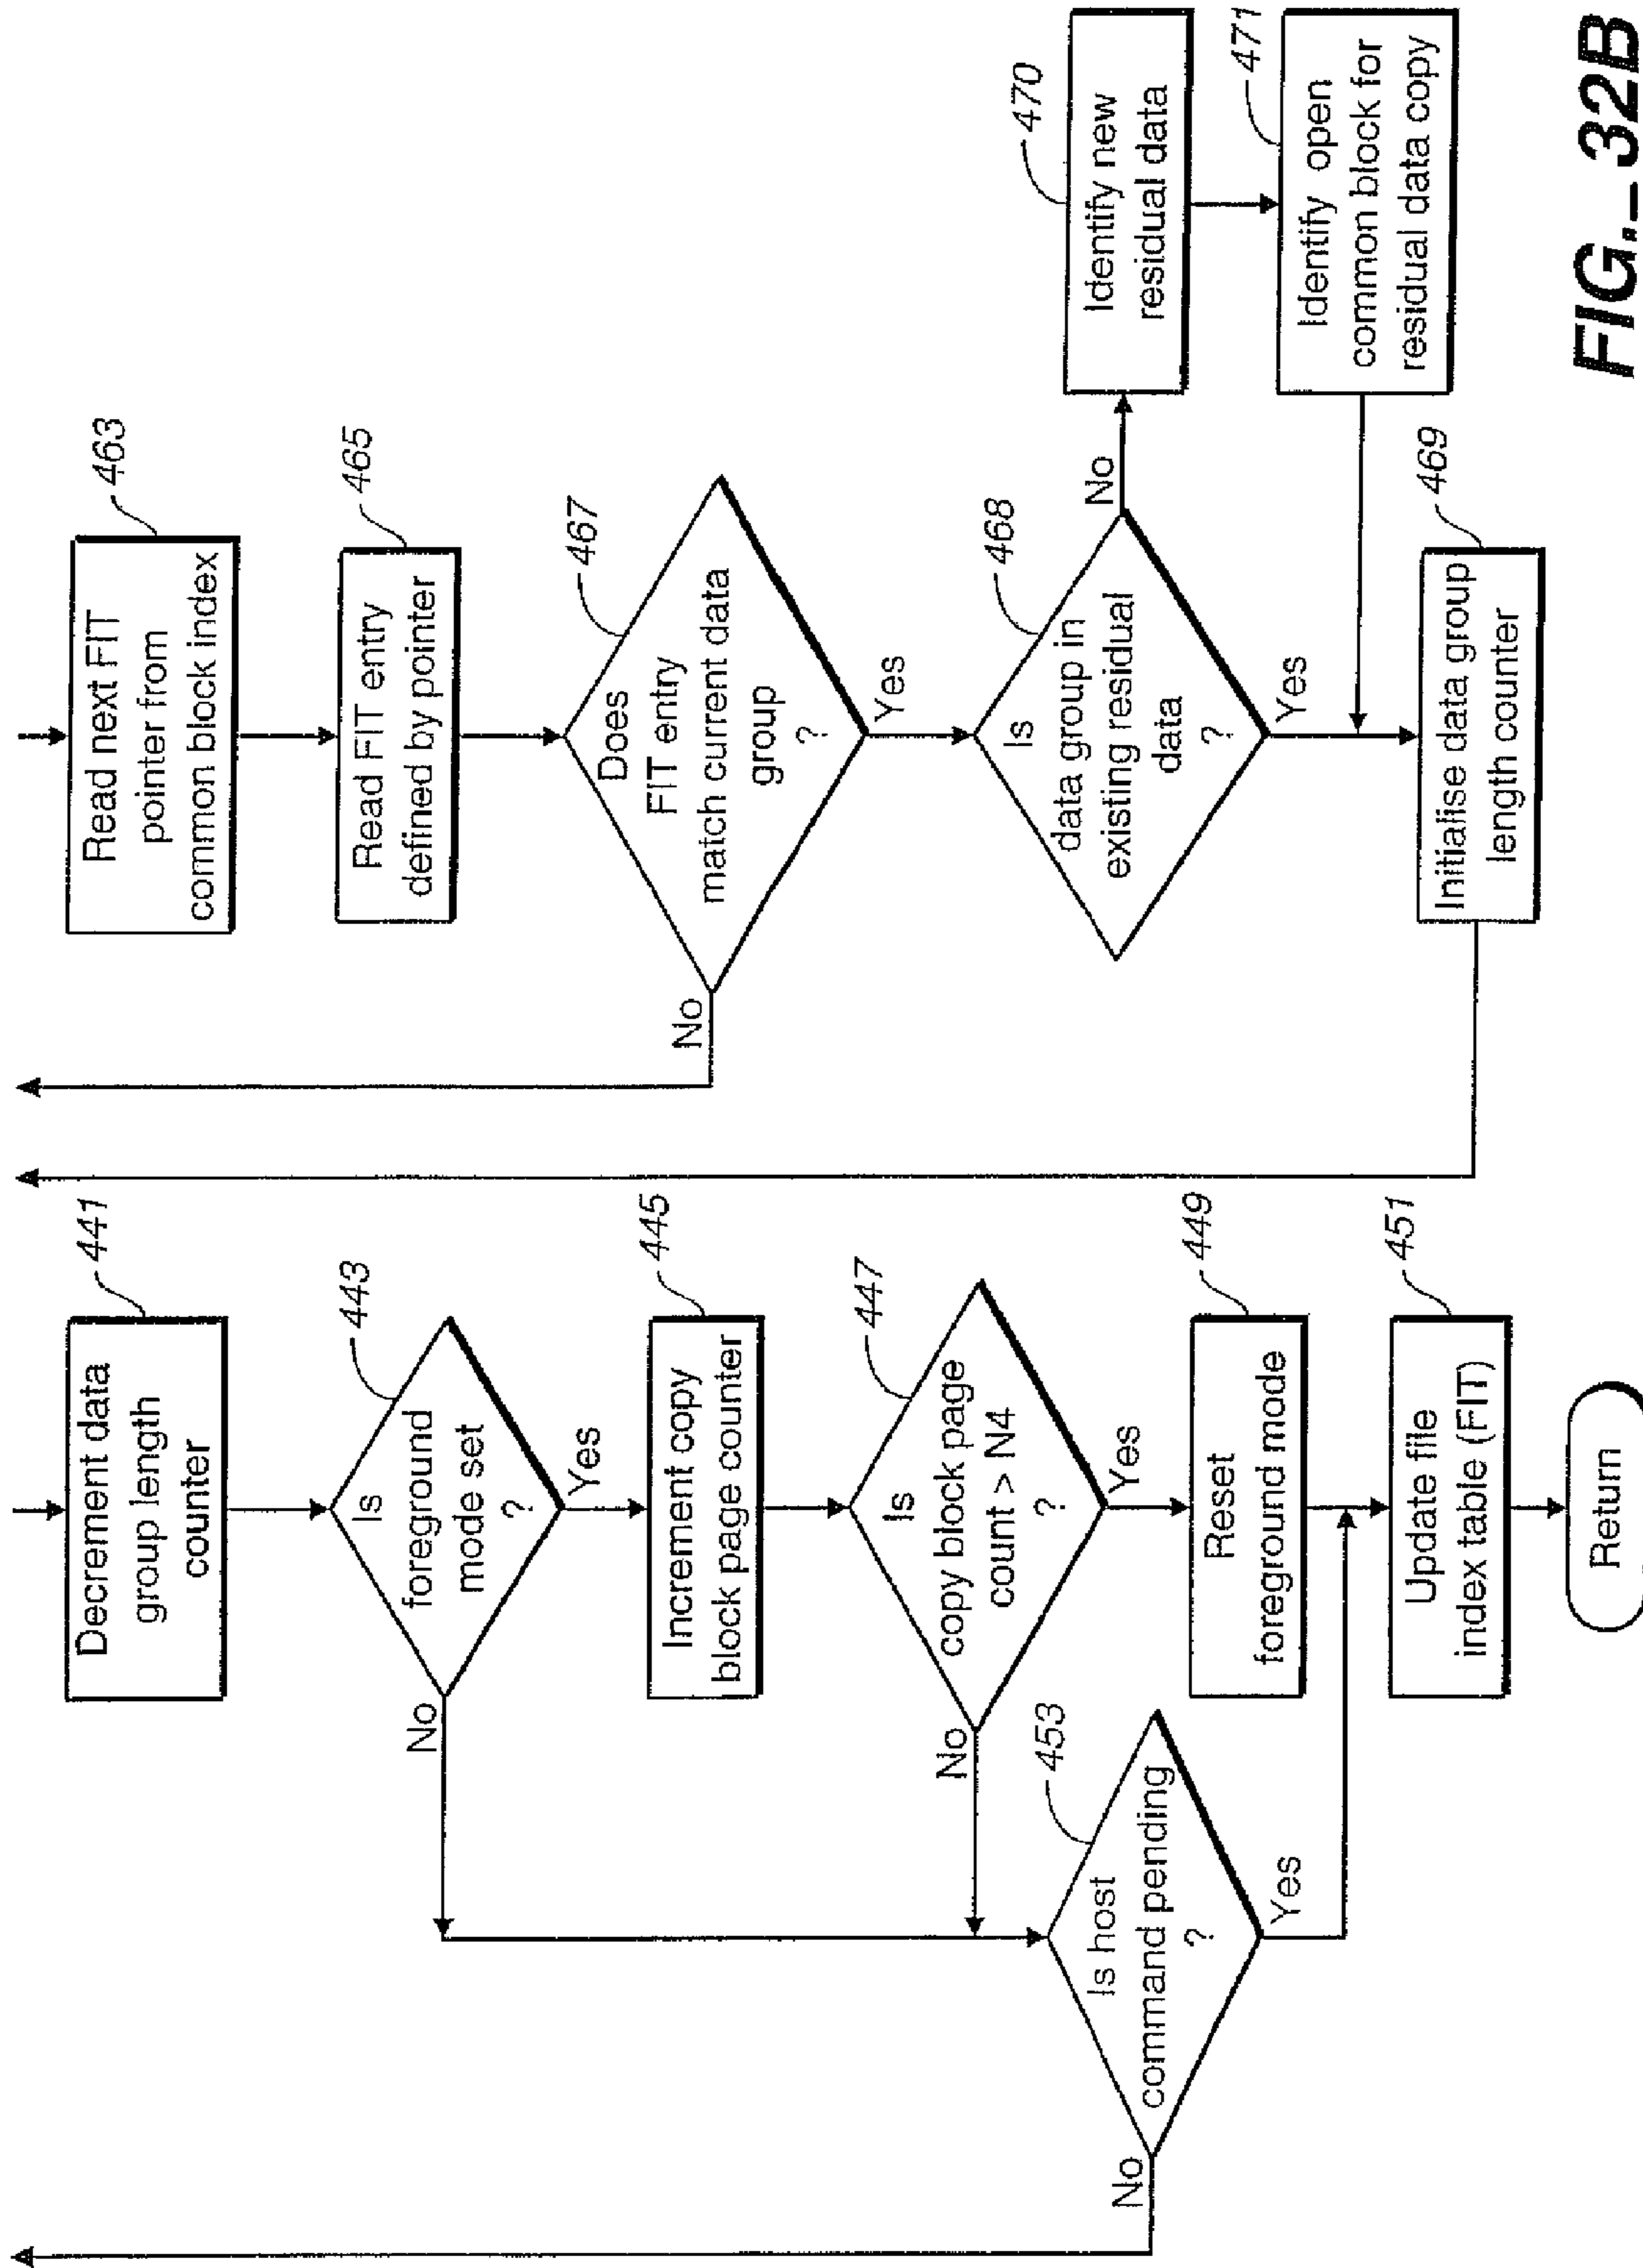 Decrement data
group length
counter
441
Is
foreground
mode set
?
443
No
Yes
Increment copy
block page counter
445
Is
copy block page
count > N4
?
447
No
Yes
Is host
command pending
?
453
No
Yes
Reset
foreground mode
449
Update file
index table (FIT)
451
Return
Read next FIT
pointer from
common block index
463
Read FIT entry
defined by pointer
465
Does
FIT entry
match current data
group
?
467
No
Yes
Is
data group in
existing residual
data
?
468
No
Yes
Identify new
residual data
470
Identify open
common block for
residual data copy
471
Initialise data group
length counter
469
FIG._32B